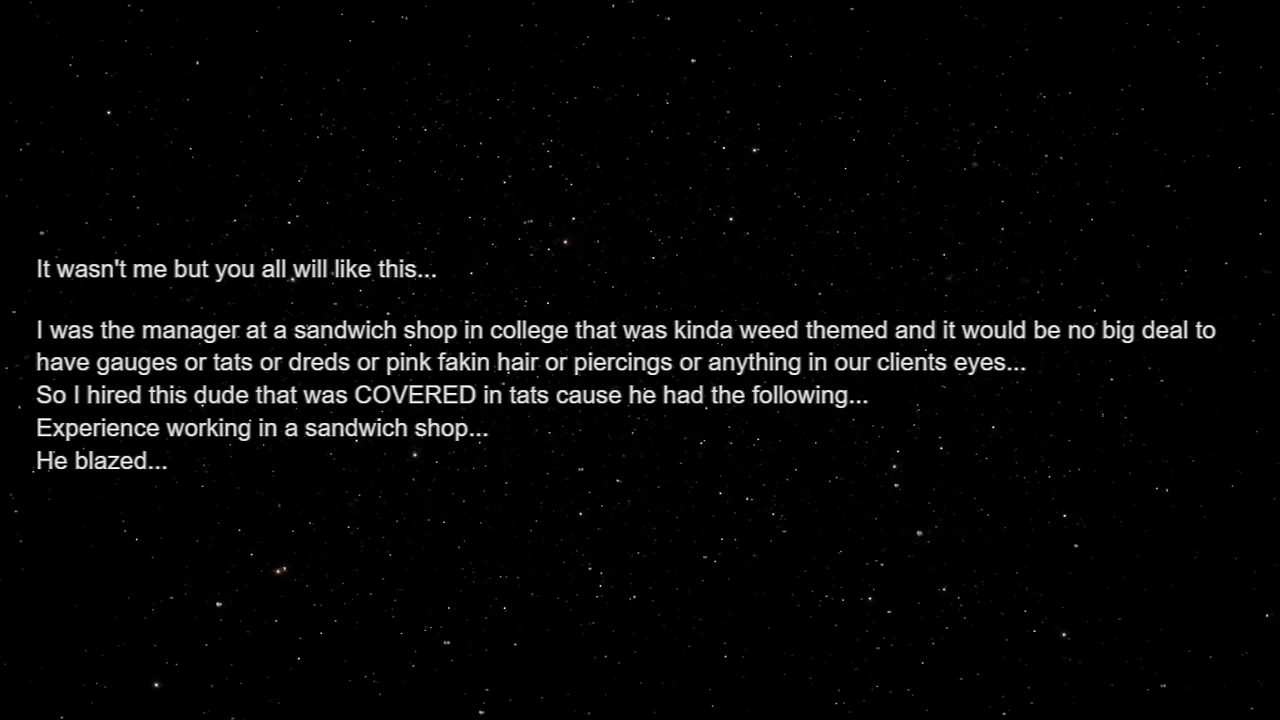 It wasn't me but you all will like this...
I was the manager at a sandwich shop in college that was kinda weed themed and it would be no big deal to
have gauges or tats or dreds or pink fakin hair or piercings or anything in our clients eyes...
So I hired this dude that was COVERED in tats cause he had the following...
Experience working in a sandwich shop...
He blazed...